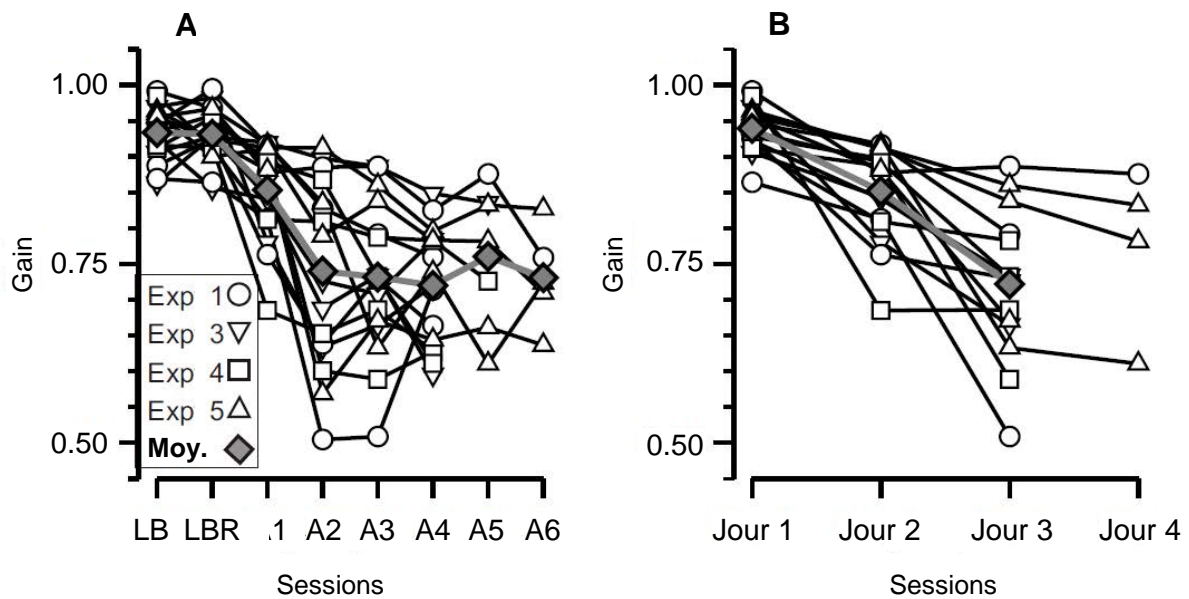 A
1.00
0.75
0.50
Gain
Exp 1
Exp 3
Exp 4
Exp 5
Moy.
LB LBR .1 A2 A3 A4 A5 A6
Sessions
B
1.00
0.75
0.50
Gain
Jour 1 Jour 2 Jour 3 Jour 4
Sessions